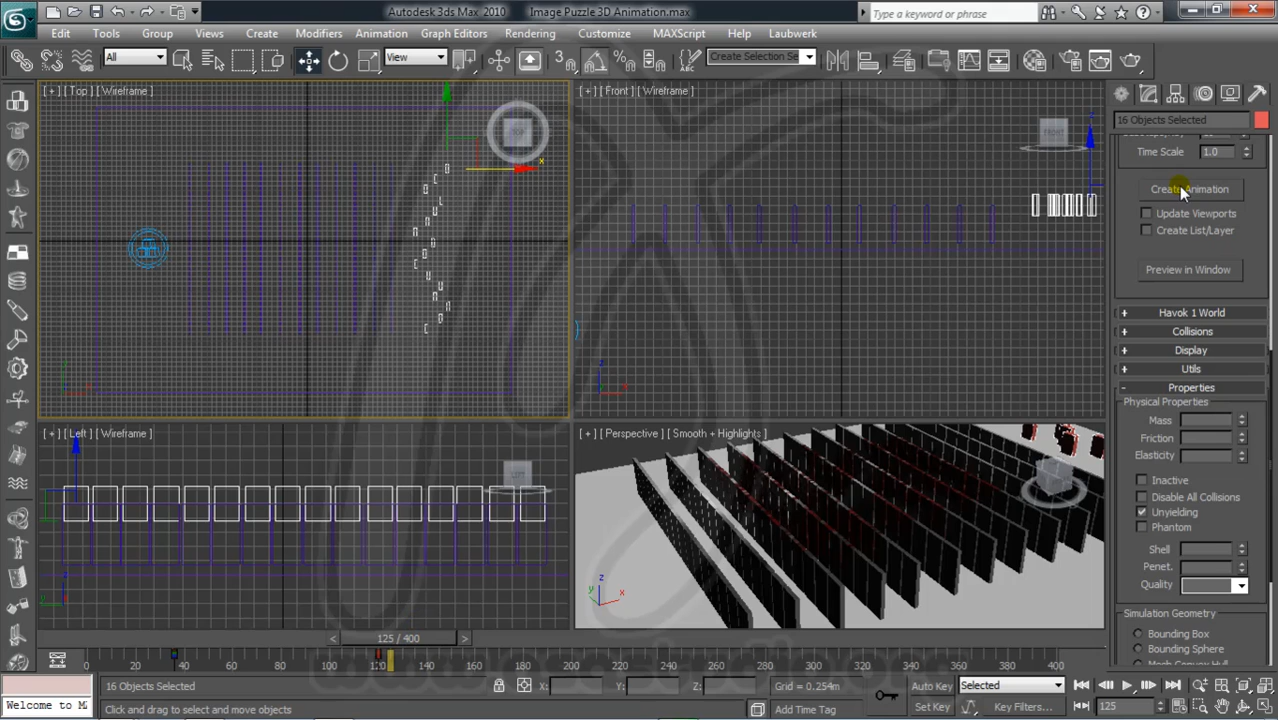 Autodesk 3ds Max 2010 Image Puzzle 3D Animation.max
Type a keyword or phrase
Edit Tools Group Views Create Modifiers Animation Graph Editors Rendering Customize MAXScript Help Laubwerk
All View Create Selection Se
[ + ] [ Top ] [ Wireframe ]
[ + ] [ Front ] [ Wireframe ]
TOP
x
FRONT
z
16 Objects Selected
Time Scale 1.0
Create Animation
Update Viewports
Create List/Layer
Preview in Window
+ Havok 1 World
+ Collisions
+ Display
+ Utils
- Properties
Physical Properties
Mass
Friction
Elasticity
Inactive
Disable All Collisions
Unyielding
Phantom
Shell
Penet.
Quality
Simulation Geometry
Bounding Box
Bounding Sphere
Mesh Convex Hull
[ + ] [ Left ] [ Wireframe ]
[ + ] [ Perspective ] [ Smooth + Highlights ]
LEFT
z
y
x
< 125 / 400 >
0 20 40 60 80 100 120 140 160 180 200 220 240 260 280 300 320 340 360 380 400
16 Objects Selected X: Y: Z: Grid = 0.254m Auto Key Selected
Welcome to M Click and drag to select and move objects Add Time Tag Set Key Key Filters... 125